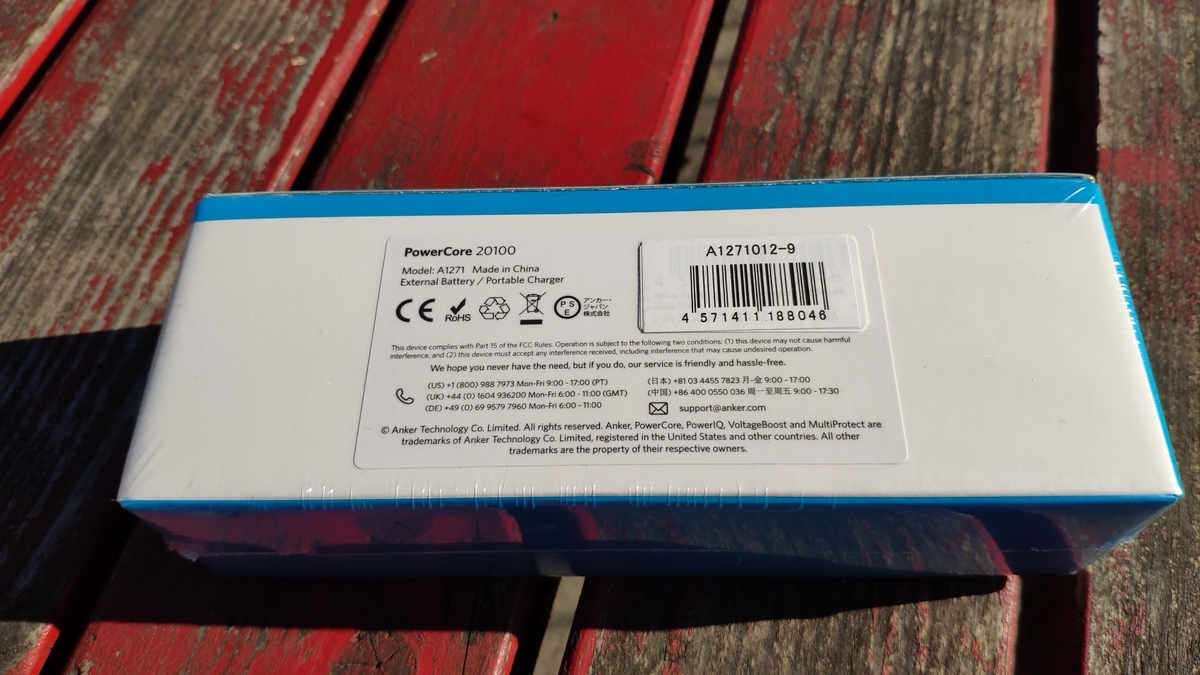 PowerCore 20100
Model: A1271 Made in China
External Battery / Portable Charger
CE
RoHS
PSE
アンカー・
ジャパン
株式会社
A1271012-9
4 571411 188046
This device complies with Part 15 of the FCC Rules. Operation is subject to the following two conditions: (1) this device may not cause harmful
interference, and (2) this device must accept any interference received, including interference that may cause undesired operation.
We hope you never have the need, but if you do, our service is friendly and hassle-free.
(US) +1 (800) 988 7973 Mon-Fri 9:00 - 17:00 (PT)
(UK) +44 (0) 1604 936200 Mon-Fri 6:00 - 11:00 (GMT)
(DE) +49 (0) 69 9579 7960 Mon-Fri 6:00 - 11:00
(日本) +81 03 4455 7823 月-金 9:00 - 17:00
(中国) +86 400 0550 036 周一至周五 9:00 - 17:30
support@anker.com
© Anker Technology Co. Limited. All rights reserved. Anker, PowerCore, PowerIQ, VoltageBoost and MultiProtect are
trademarks of Anker Technology Co. Limited, registered in the United States and other countries. All other
trademarks are the property of their respective owners.